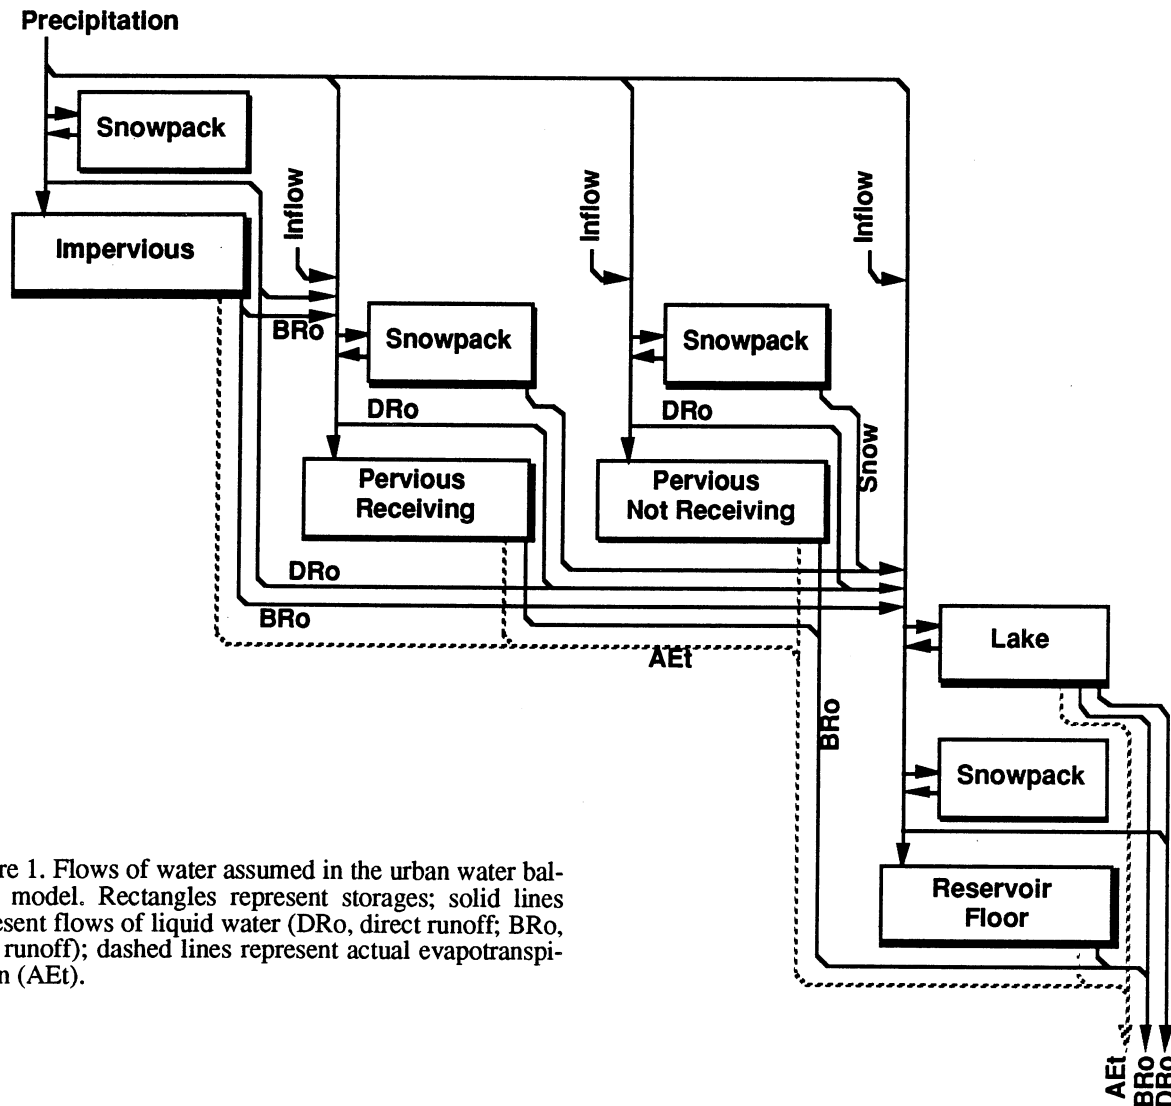 Precipitation
Snowpack
Inflow
Inflow
Inflow
Impervious
BRo
Snowpack
Snowpack
DRo
DRo
Snow
Pervious
Receiving
Pervious
Not Receiving
DRo
BRo
AEt
Lake
BRo
Snowpack
Reservoir
Floor
re 1. Flows of water assumed in the urban water bal-
model. Rectangles represent storages; solid lines
esent flows of liquid water (DRo, direct runoff; BRo,
runoff); dashed lines represent actual evapotranspi-
n (AEt).
AEt
BRo
DRo